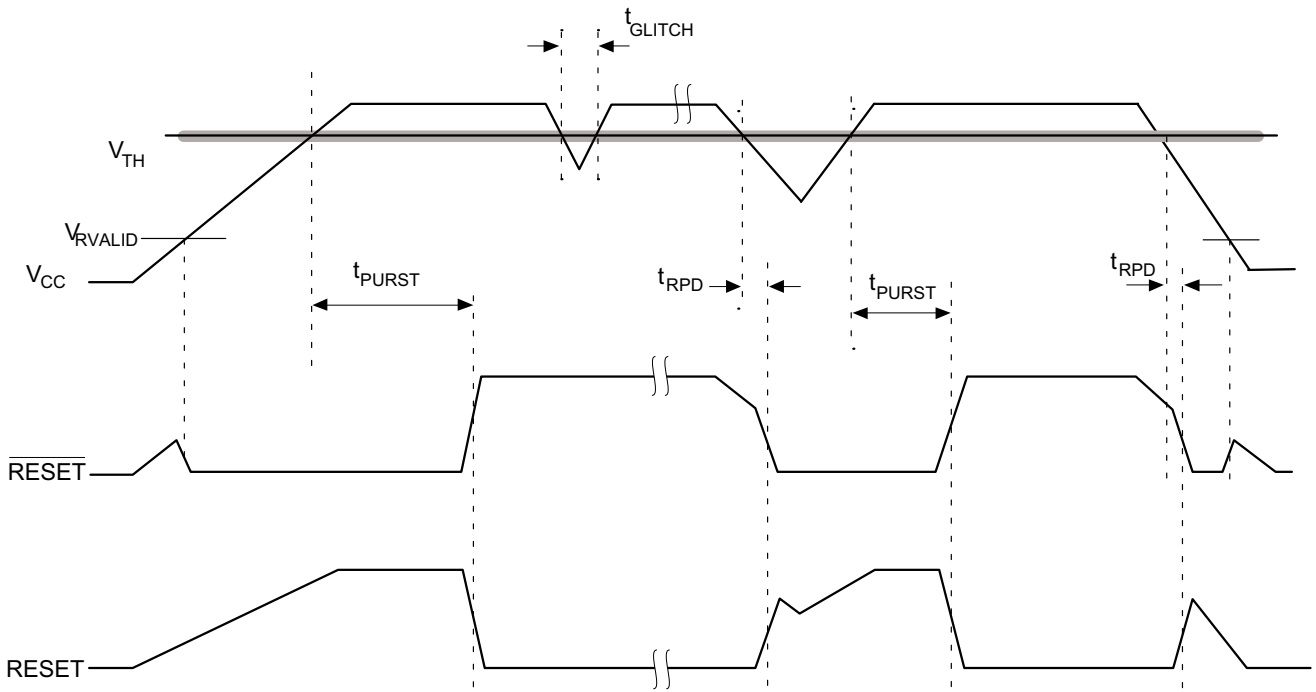 tGLITCH
VTH
VRVALID
VCC
tPURST
tRPD
tPURST
tRPD
RESET
RESET